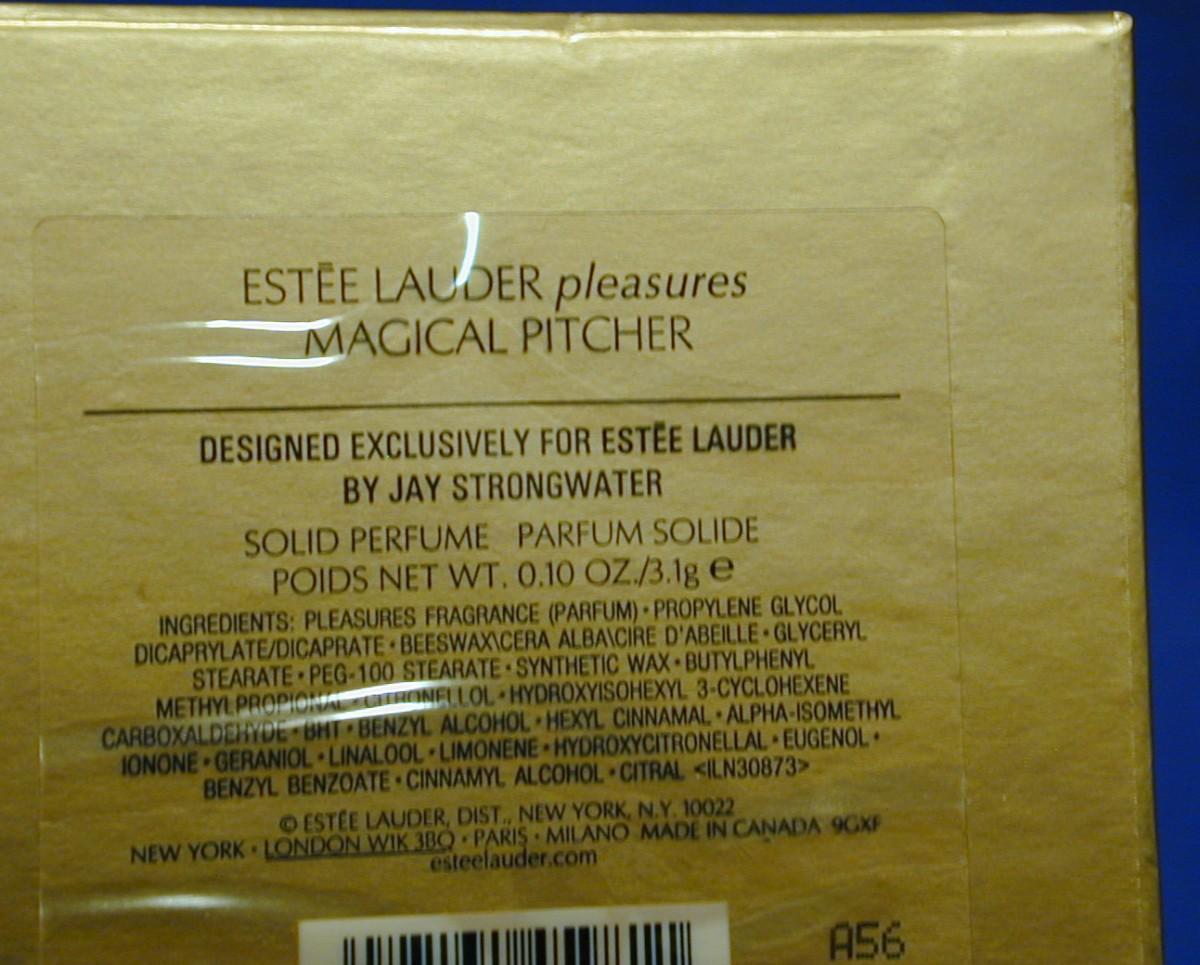 ESTĒE LAUDER pleasures
MAGICAL PITCHER
DESIGNED EXCLUSIVELY FOR ESTĒE LAUDER
BY JAY STRONGWATER
SOLID PERFUME PARFUM SOLIDE
POIDS NET WT. 0.10 OZ./3.1g ℮
INGREDIENTS: PLEASURES FRAGRANCE (PARFUM) • PROPYLENE GLYCOL
DICAPRYLATE/DICAPRATE • BEESWAX\CERA ALBA\CIRE D'ABEILLE • GLYCERYL
STEARATE • PEG-100 STEARATE • SYNTHETIC WAX • BUTYLPHENYL
METHYLPROPIONAL • CITRONELLOL • HYDROXYISOHEXYL 3-CYCLOHEXENE
CARBOXALDEHYDE • BHT • BENZYL ALCOHOL • HEXYL CINNAMAL • ALPHA-ISOMETHYL
IONONE • GERANIOL • LINALOOL • LIMONENE • HYDROXYCITRONELLAL • EUGENOL •
BENZYL BENZOATE • CINNAMYL ALCOHOL • CITRAL <ILN30873>
© ESTĒE LAUDER, DIST., NEW YORK, N.Y. 10022
NEW YORK • LONDON W1K 3BQ • PARIS • MILANO MADE IN CANADA 9GXF
esteelauder.com
A56